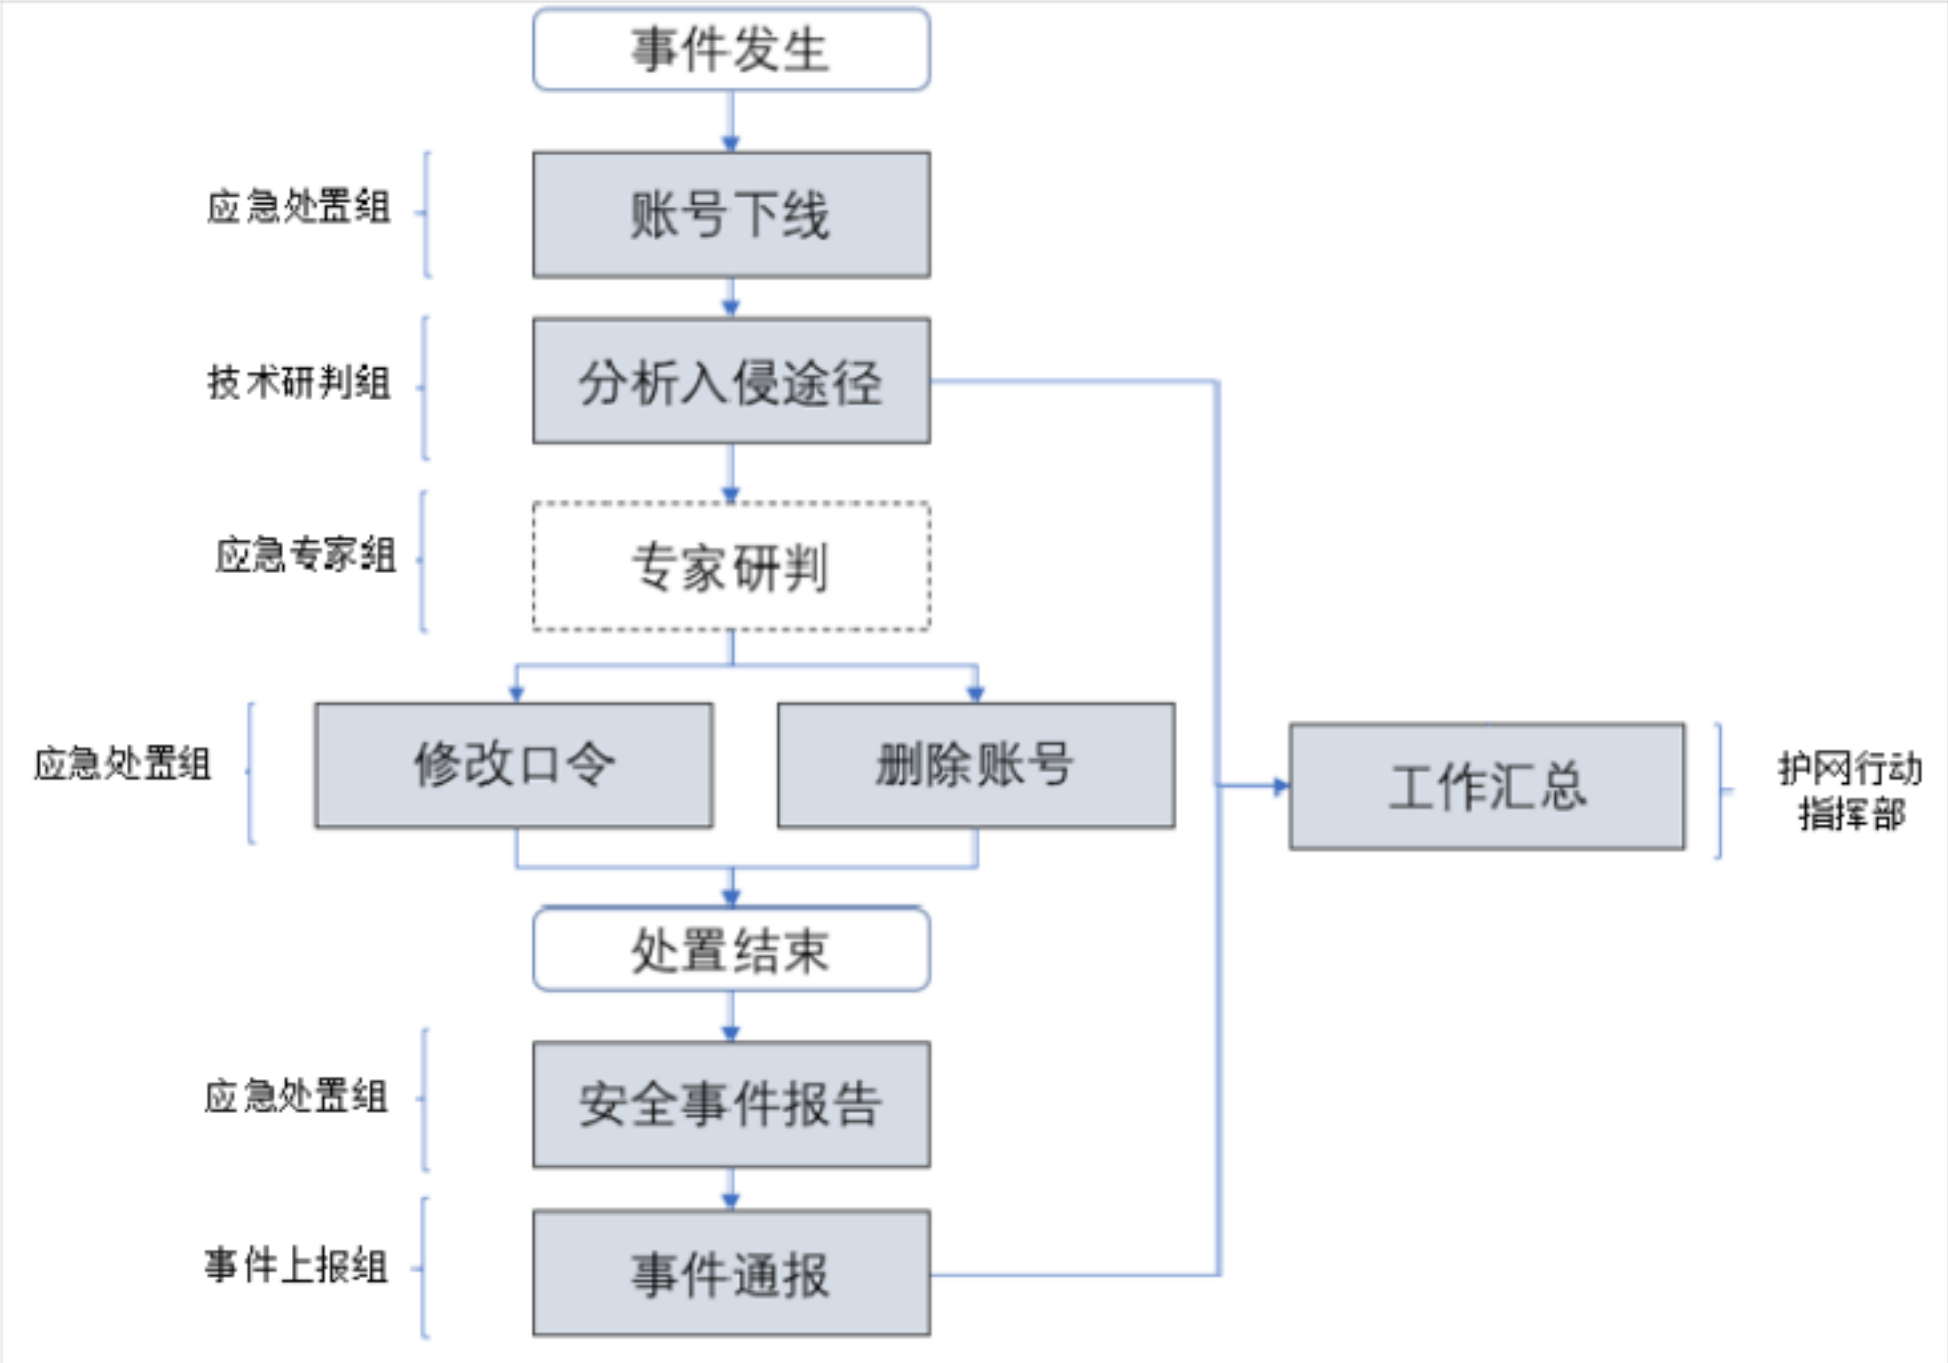 事件发生
应急处置组
账号下线
技术研判组
分析入侵途径
应急专家组
专家研判
应急处置组
修改口令
删除账号
工作汇总
护网行动
指挥部
处置结束
应急处置组
安全事件报告
事件上报组
事件通报